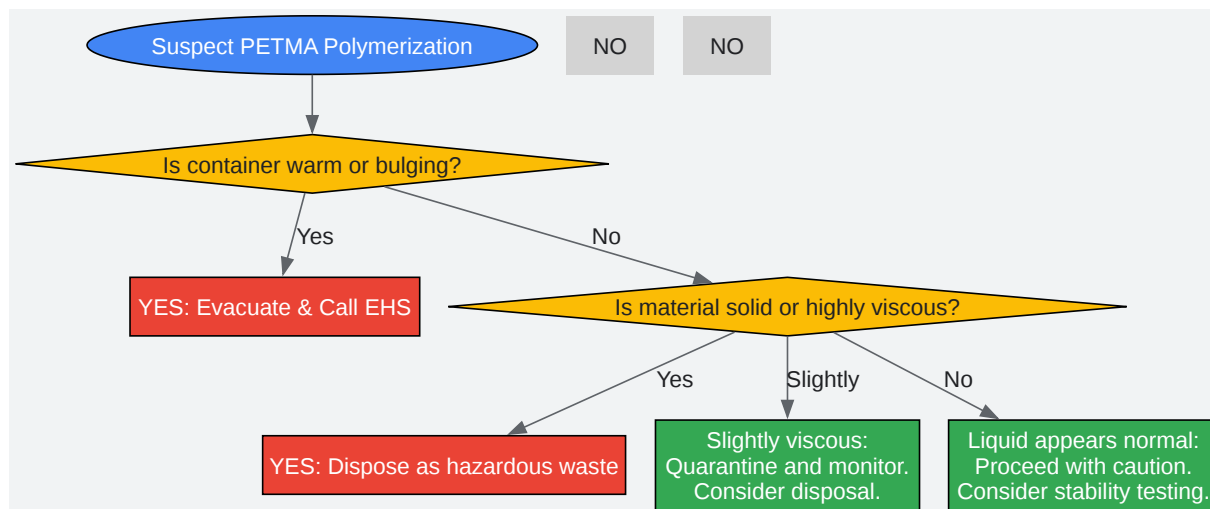 Suspect PETMA Polymerization
NO
NO
Is container warm or bulging?
Yes
No
YES: Evacuate & Call EHS
Is material solid or highly viscous?
Yes
Slightly
No
YES: Dispose as hazardous waste
Slightly viscous:
Quarantine and monitor.
Consider disposal.
Liquid appears normal:
Proceed with caution.
Consider stability testing.